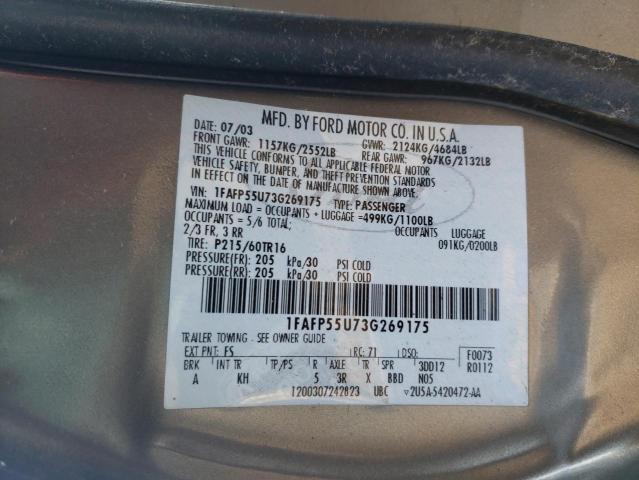 MFD. BY FORD MOTOR CO. IN U.S.A.
DATE: 07/03 GVWR: 2124KG/4684LB
FRONT GAWR: 1157KG/2552LB REAR GAWR: 967KG/2132LB
THIS VEHICLE CONFORMS TO ALL APPLICABLE FEDERAL MOTOR
VEHICLE SAFETY, BUMPER, AND THEFT PREVENTION STANDARDS
IN EFFECT ON THE DATE OF MANUFACTURE SHOWN ABOVE.
VIN: 1FAFP55U73G269175 TYPE: PASSENGER
MAXIMUM LOAD = OCCUPANTS + LUGGAGE =499KG/1100LB
OCCUPANTS = 5/6 TOTAL; OCCUPANTS LUGGAGE
2/3 FR, 3 RR 091KG/0200LB
TIRE: P215/60TR16
PRESSURE(FR): 205 kPa/30 PSI COLD
PRESSURE(RR): 205 kPa/30 PSI COLD
1FAFP55U73G269175
TRAILER TOWING - SEE OWNER GUIDE
EXT PNT: FS RC: 71 DSO: F0073
BRK INT TR TP/PS R AXLE TR SPR 3DD12 R0112
A KH 5 3R X BBD NO5
1200307242823 UBC 2U5A-5420472-AA